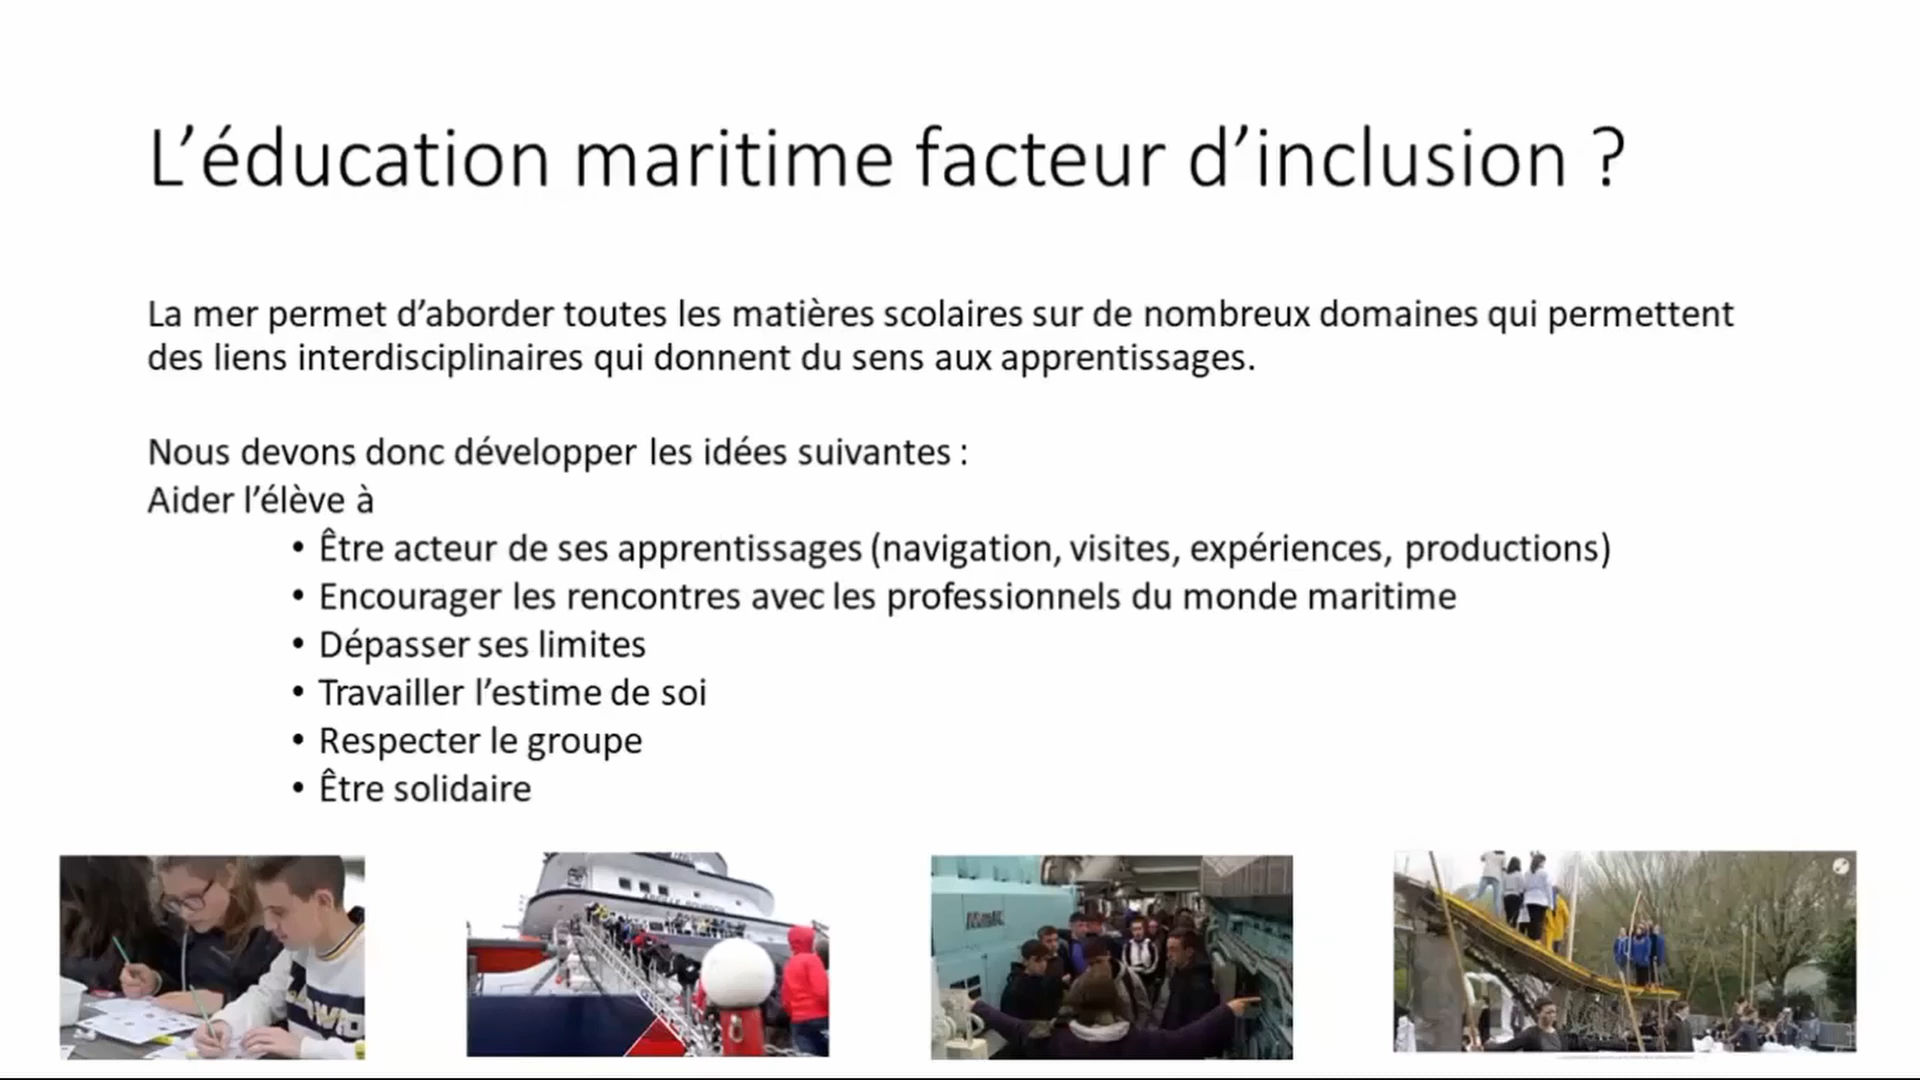 L’éducation maritime facteur d’inclusion ?
La mer permet d’aborder toutes les matières scolaires sur de nombreux domaines qui permettent
des liens interdisciplinaires qui donnent du sens aux apprentissages.
Nous devons donc développer les idées suivantes :
Aider l’élève à
• Être acteur de ses apprentissages (navigation, visites, expériences, productions)
• Encourager les rencontres avec les professionnels du monde maritime
• Dépasser ses limites
• Travailler l’estime de soi
• Respecter le groupe
• Être solidaire